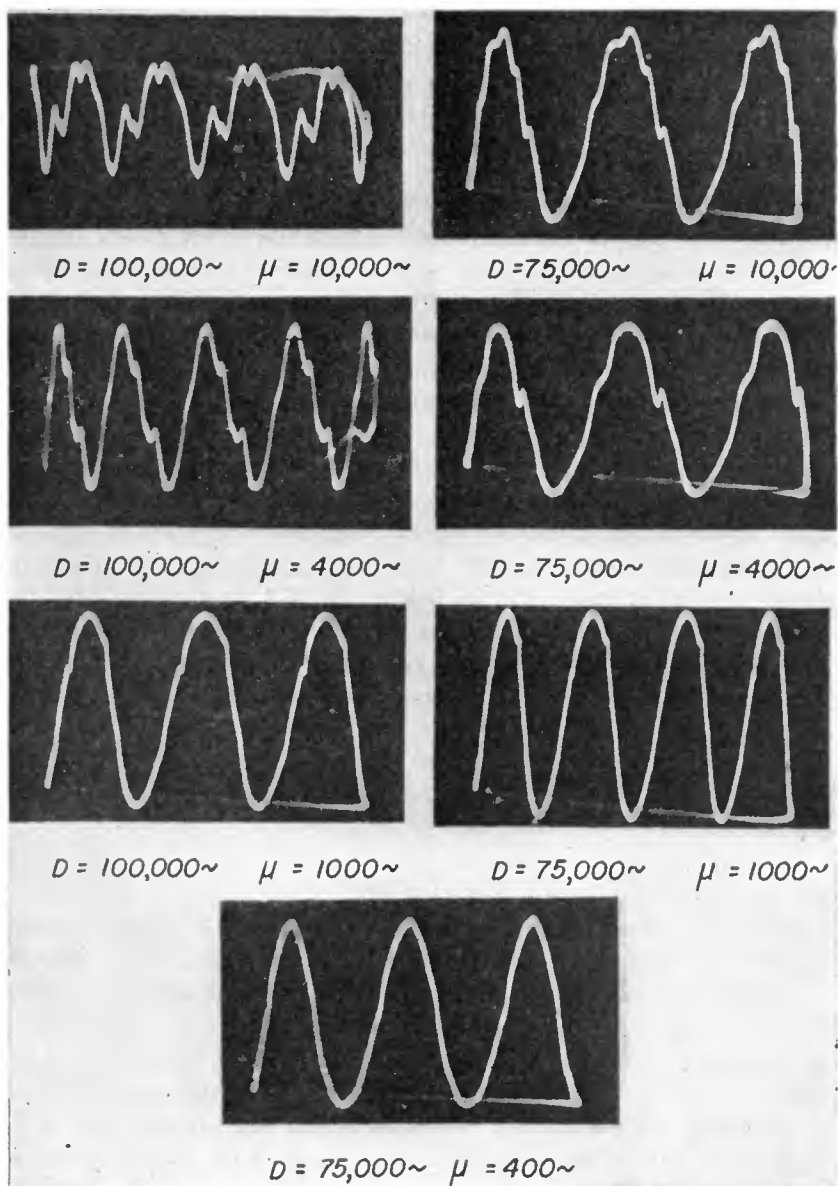 D = 100,000~ μ = 10,000~
D = 75,000~ μ = 10,000~
D = 100,000~ μ = 4000~
D = 75,000~ μ = 4000~
D = 100,000~ μ = 1000~
D = 75,000~ μ = 1000~
D = 75,000~ μ = 400~